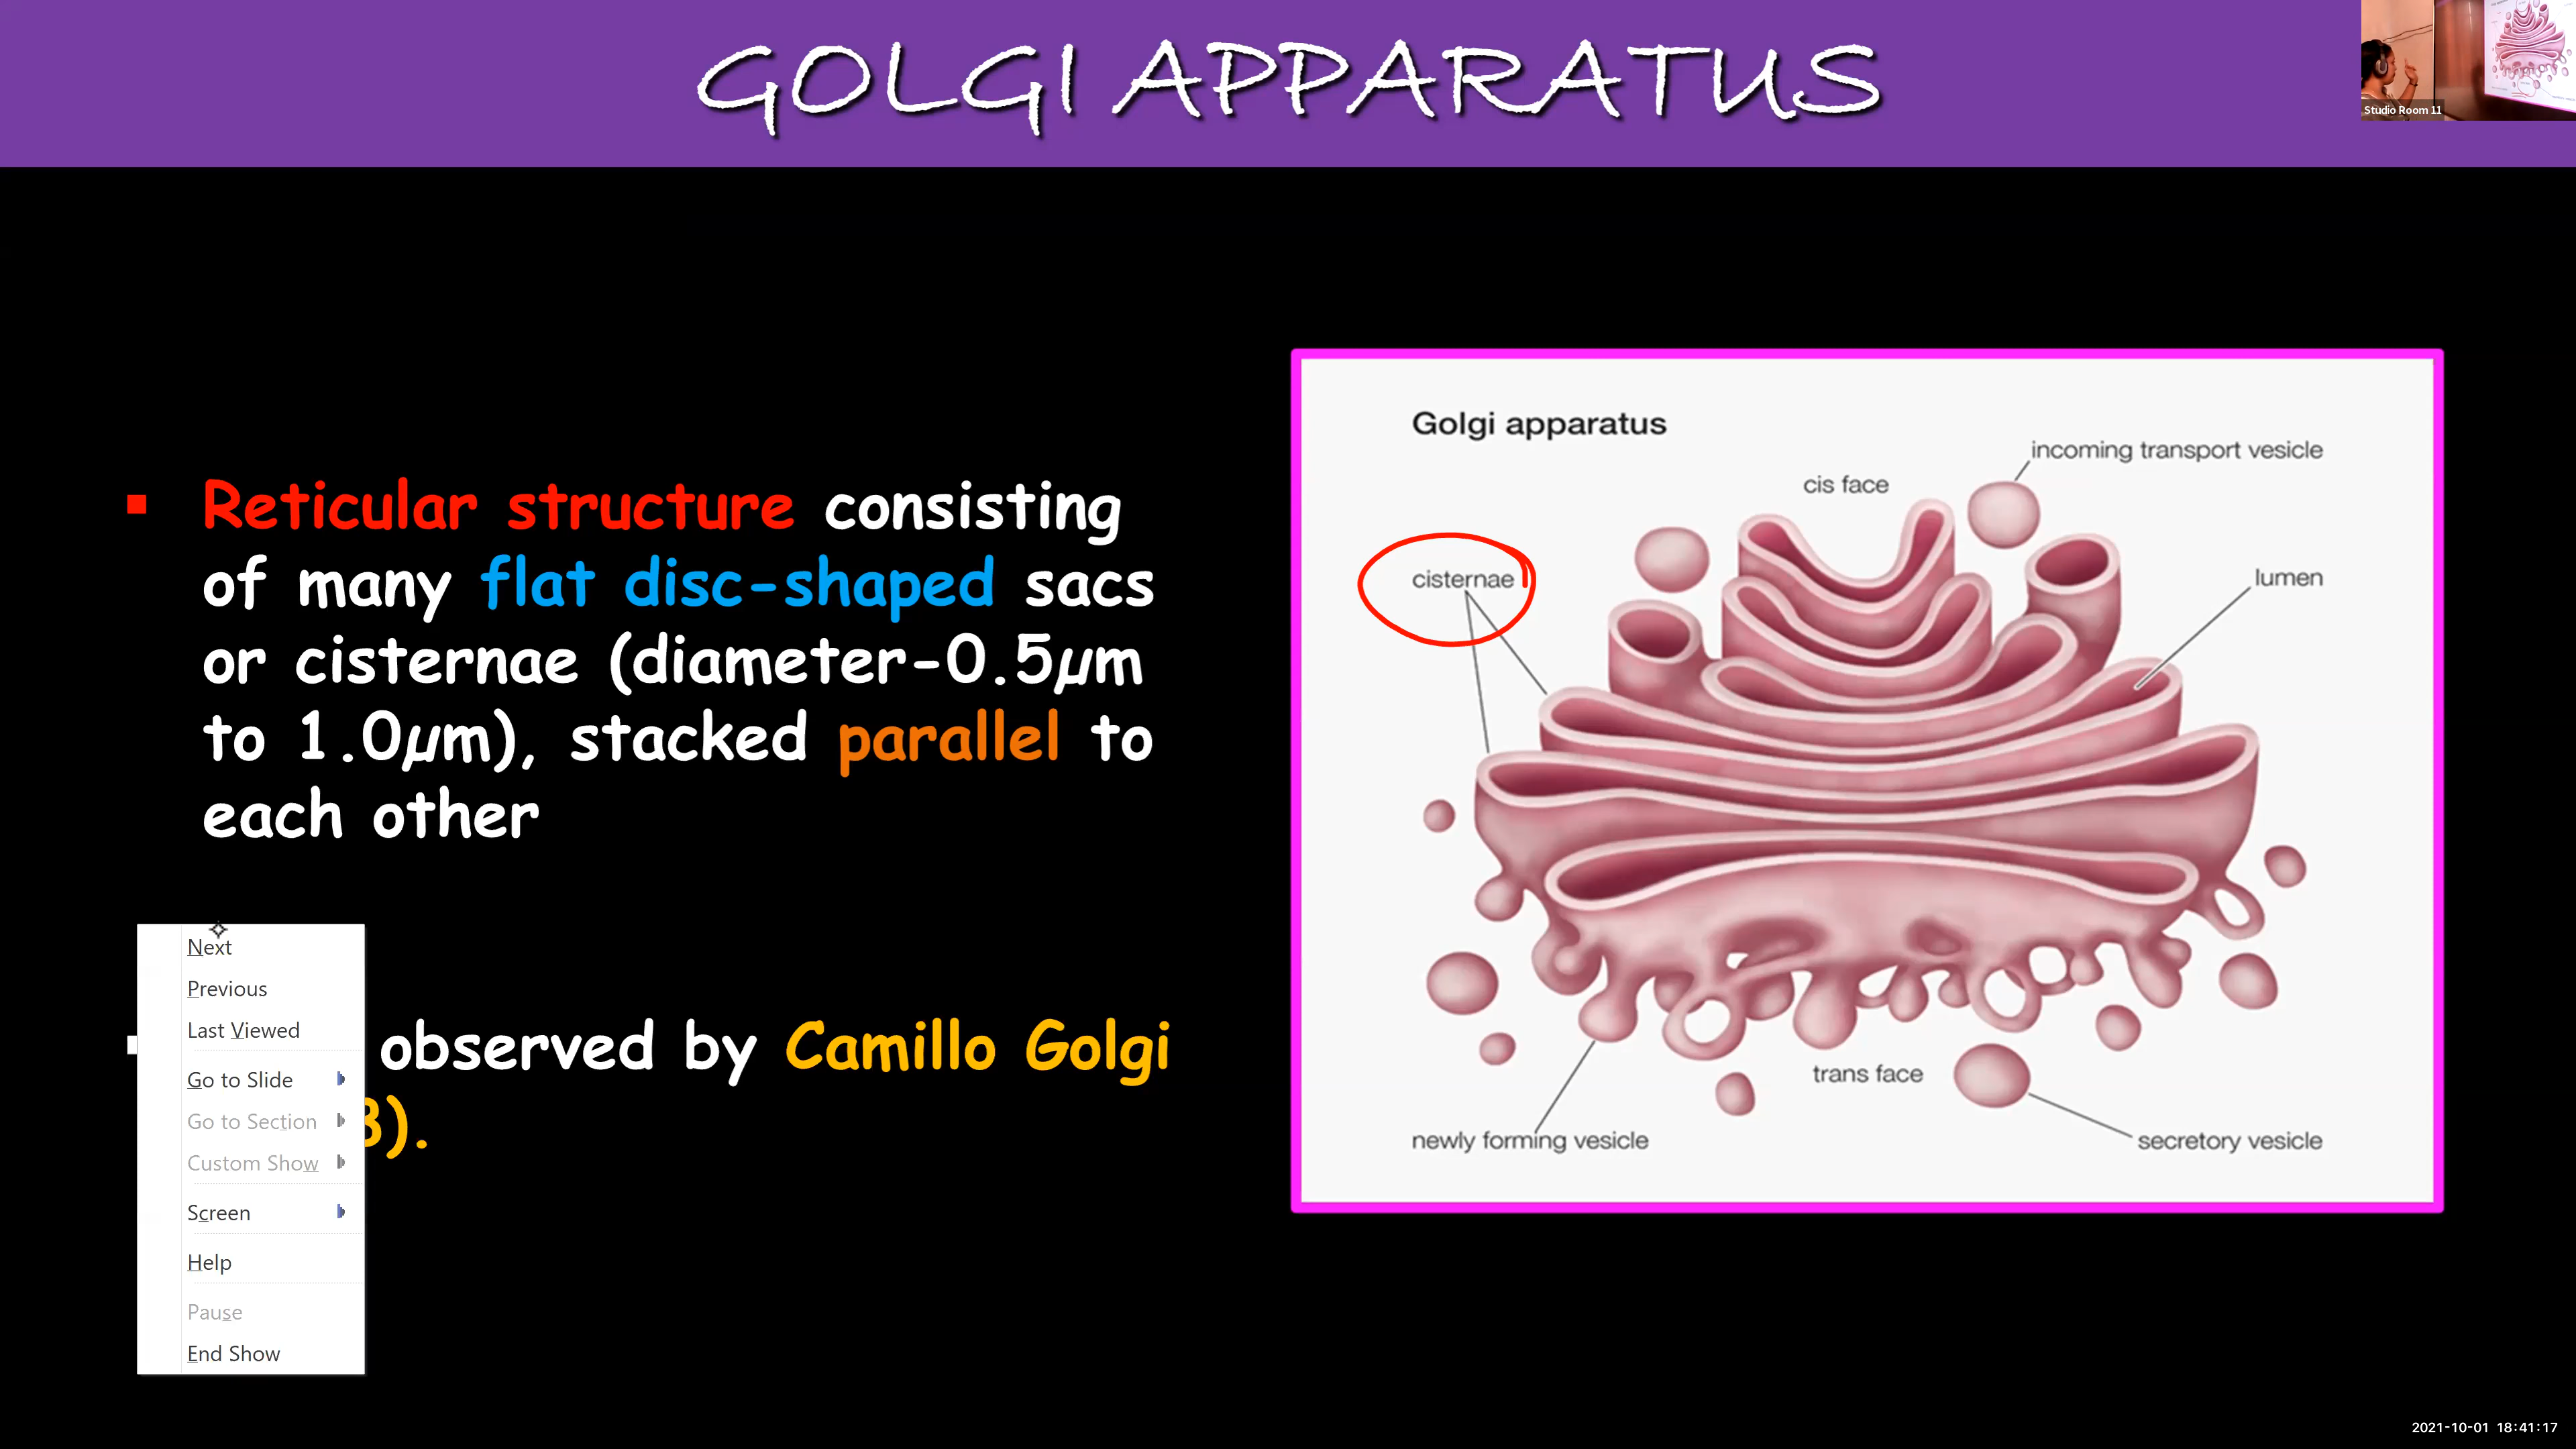 GOLGI APPARATUS
Studio Room 11
Reticular structure consisting
of many flat disc-shaped sacs
or cisternae (diameter-0.5µm
to 1.0µm), stacked parallel to
each other
observed by Camillo Golgi
8).
Next
Previous
Last Viewed
Go to Slide
Go to Section
Custom Show
Screen
Help
Pause
End Show
Golgi apparatus
incoming transport vesicle
cis face
cisternae
lumen
trans face
newly forming vesicle
secretory vesicle
2021-10-01 18:41:17